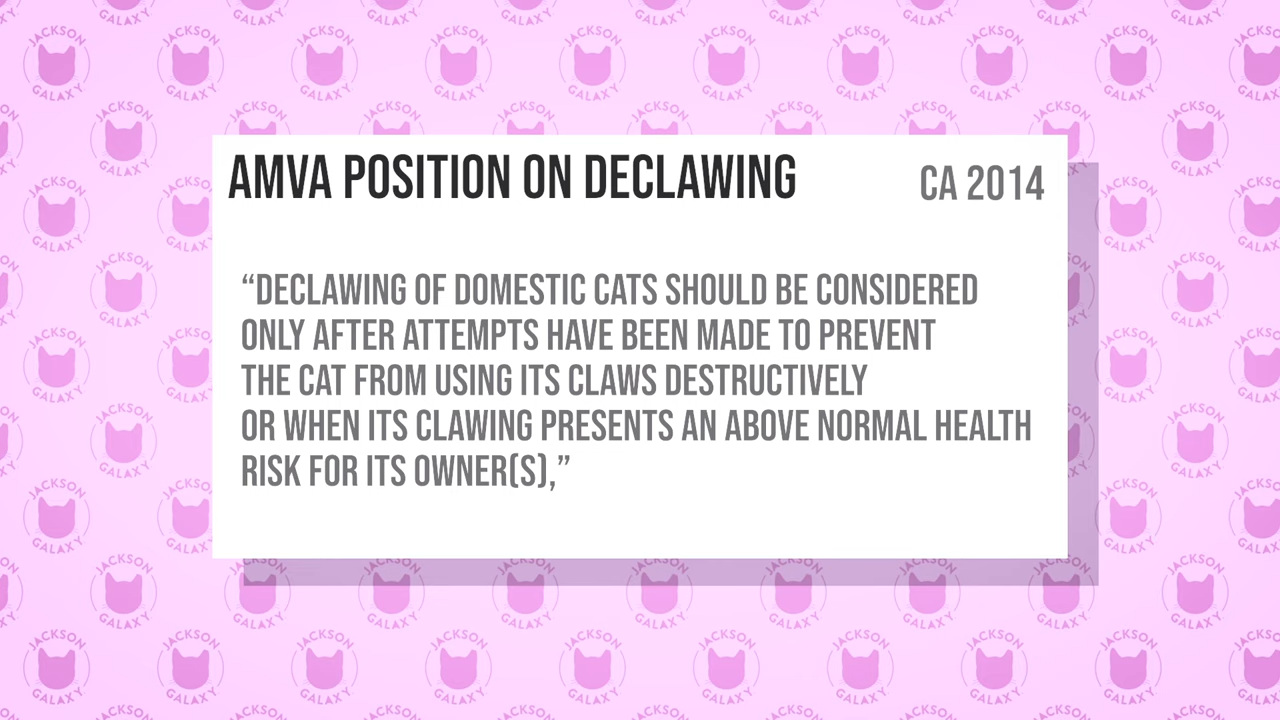 AMVA POSITION ON DECLAWING
CA 2014
“DECLAWING OF DOMESTIC CATS SHOULD BE CONSIDERED
ONLY AFTER ATTEMPTS HAVE BEEN MADE TO PREVENT
THE CAT FROM USING ITS CLAWS DESTRUCTIVELY
OR WHEN ITS CLAWING PRESENTS AN ABOVE NORMAL HEALTH
RISK FOR ITS OWNER(S),”
JACKSON
GALAXY